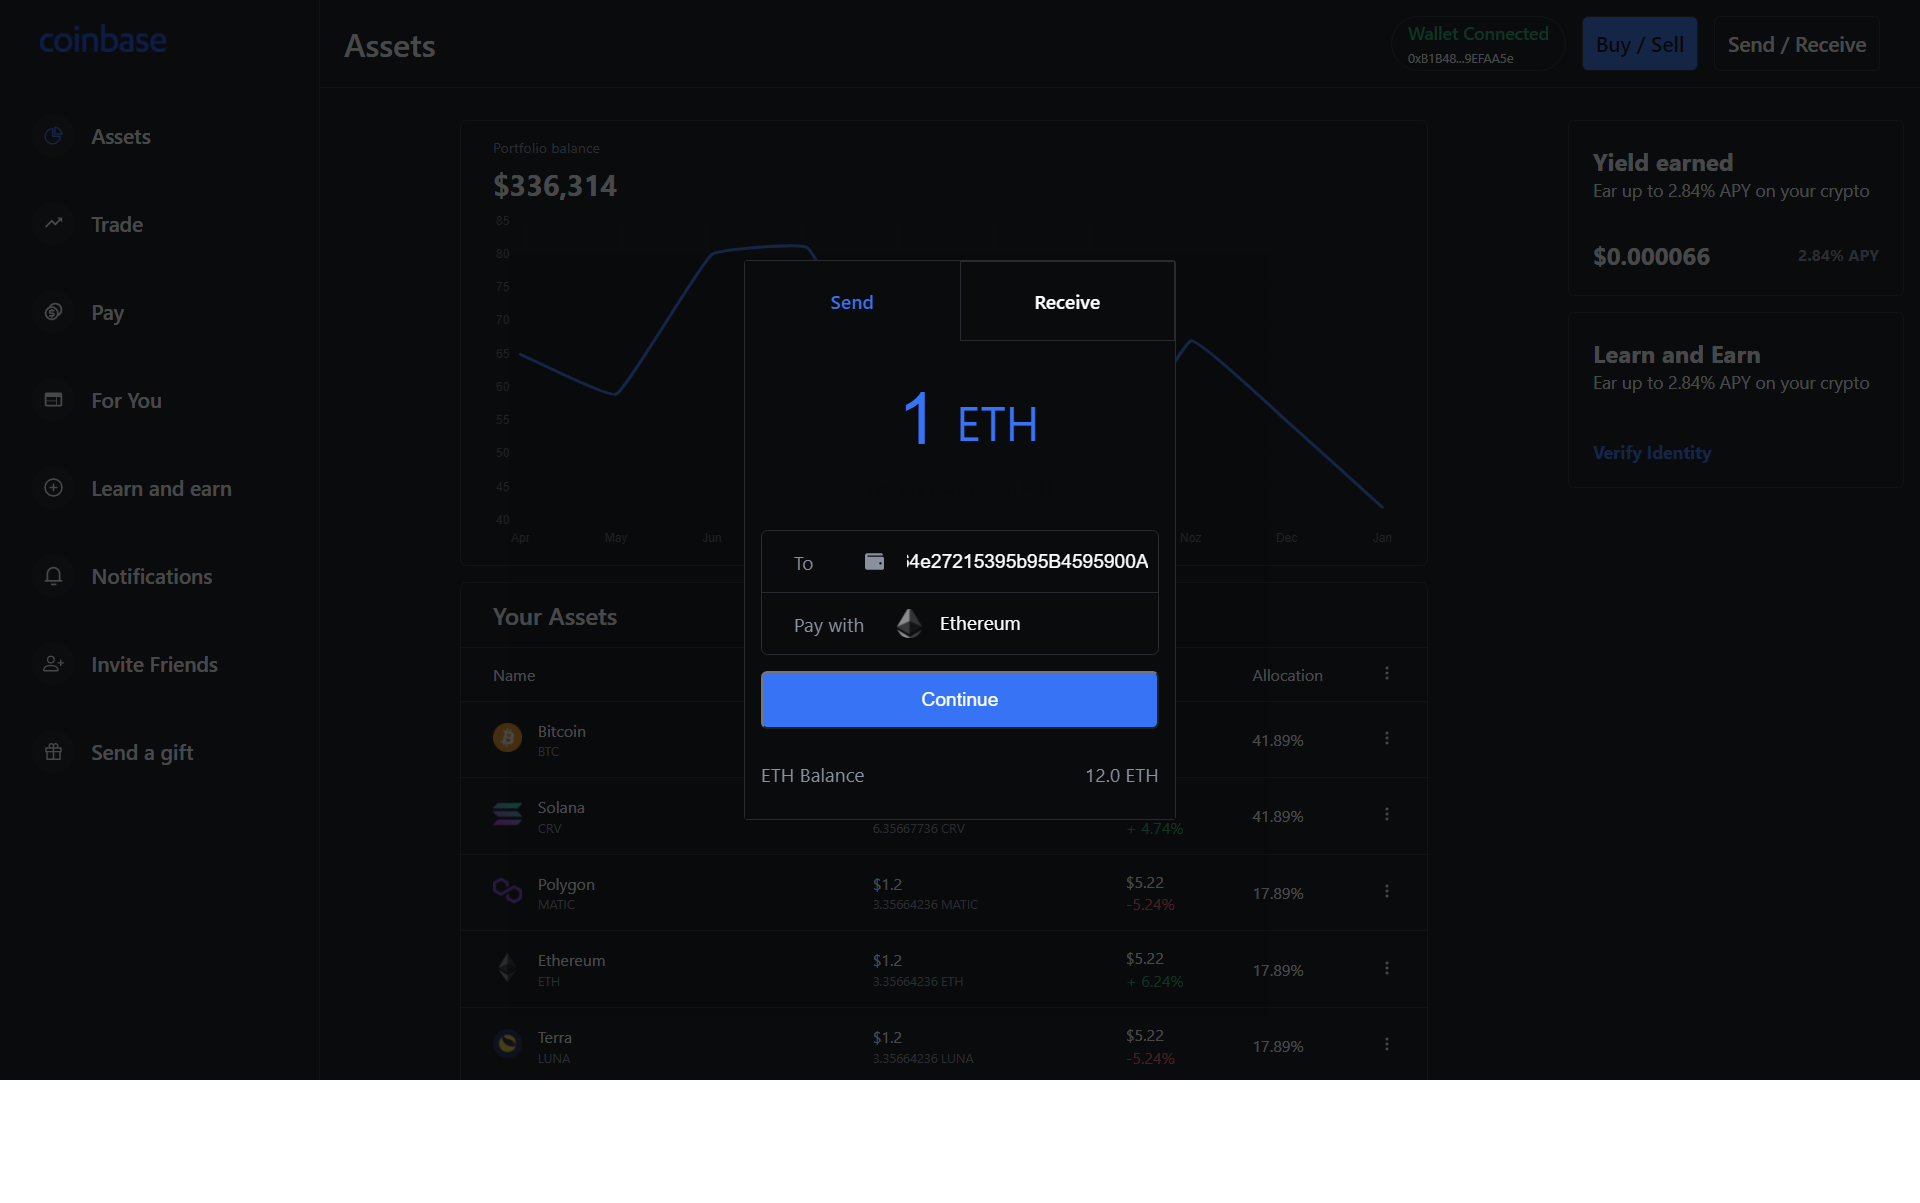 coinbase
Assets
Wallet Connected
0xB1B48...9EFAA5e
Buy / Sell
Send / Receive
Assets
Trade
Pay
For You
Learn and earn
Notifications
Invite Friends
Send a gift
Portfolio balance
$336,314
85
80
75
70
65
60
55
50
45
40
Apr
May
Jun
Noz
Dec
Jan
Send
Receive
1 ETH
To
4e27215395b95B4595900A
Pay with
Ethereum
Continue
ETH Balance
12.0 ETH
Yield earned
Ear up to 2.84% APY on your crypto
$0.000066
2.84% APY
Learn and Earn
Ear up to 2.84% APY on your crypto
Verify Identity
Your Assets
Name
Allocation
Bitcoin
BTC
41.89%
Solana
CRV
6.35667736 CRV
+ 4.74%
41.89%
Polygon
MATIC
$1.2
3.35664236 MATIC
$5.22
-5.24%
17.89%
Ethereum
ETH
$1.2
3.35664236 ETH
$5.22
+ 6.24%
17.89%
Terra
LUNA
$1.2
3.35664236 LUNA
$5.22
-5.24%
17.89%